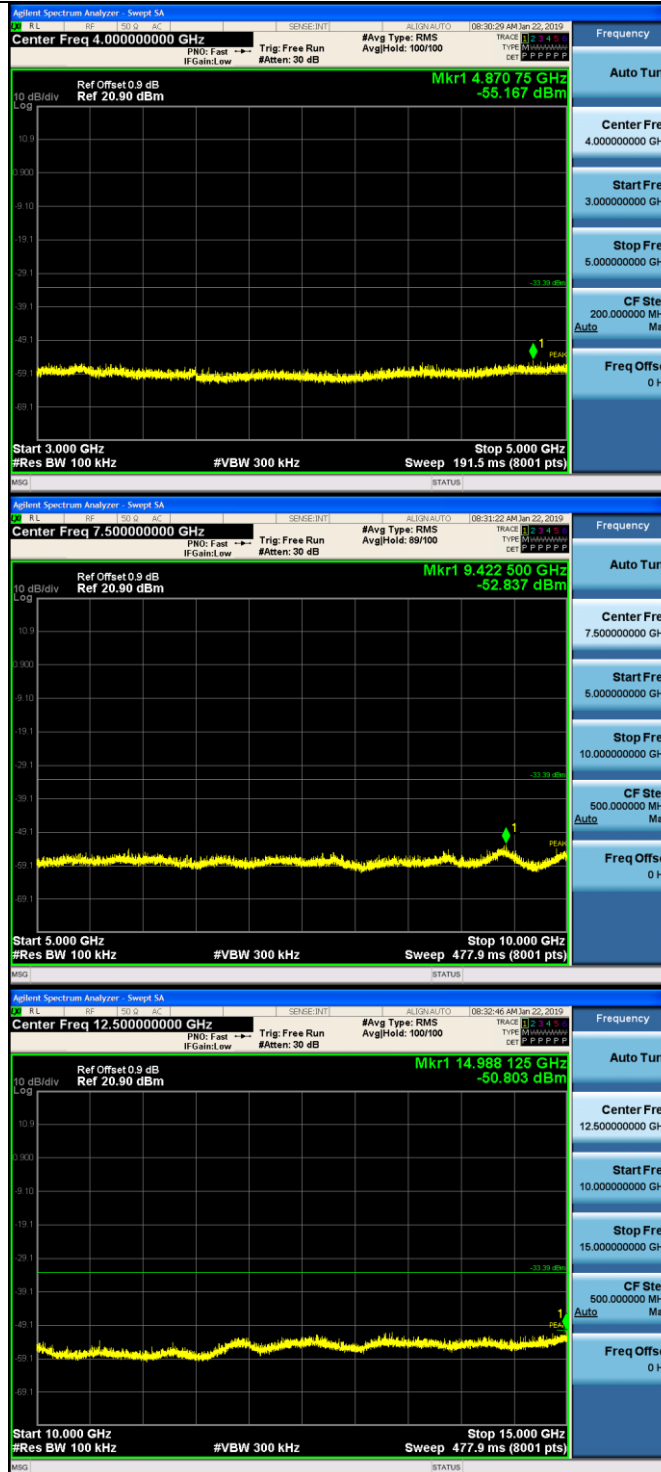 Agilent Spectrum Analyzer - Swept SA
RL RF 50 Ω AC SENSE:INT ALIGNAUTO 08:30:29 AM Jan 22, 2019
Center Freq 4.000000000 GHz #Avg Type: RMS TRACE 1 2 3 4 5 6 Frequency
PNO: Fast Trig: Free Run Avg|Hold: 100/100 TYPE M
IFGain:Low #Atten: 30 dB DET P P P P P P
Auto Tun
Mkr1 4.870 75 GHz
Ref Offset 0.9 dB
10 dB/div Ref 20.90 dBm -55.167 dBm
Log
Center Fre
10.9 4.000000000 GH
0.900
Start Fre
-9.10 3.000000000 GH
-19.1
Stop Fre
5.000000000 GH
-29.1
-33.39 dBm
CF Ste
-39.1 200.000000 MH
Auto Ma
-49.1
1
PEAK
-59.1 Freq Offse
0 H
-69.1
Start 3.000 GHz Stop 5.000 GHz
#Res BW 100 kHz #VBW 300 kHz Sweep 191.5 ms (8001 pts)
MSG STATUS
Agilent Spectrum Analyzer - Swept SA
RL RF 50 Ω AC SENSE:INT ALIGNAUTO 08:31:22 AM Jan 22, 2019
Center Freq 7.500000000 GHz #Avg Type: RMS TRACE 1 2 3 4 5 6 Frequency
PNO: Fast Trig: Free Run Avg|Hold: 89/100 TYPE M
IFGain:Low #Atten: 30 dB DET P P P P P P
Auto Tun
Mkr1 9.422 500 GHz
Ref Offset 0.9 dB
10 dB/div Ref 20.90 dBm -52.837 dBm
Log
Center Fre
10.9 7.500000000 GH
0.900
Start Fre
-9.10 5.000000000 GH
-19.1
Stop Fre
10.000000000 GH
-29.1
-33.39 dBm
CF Ste
-39.1 500.000000 MH
Auto Ma
-49.1
1
PEAK
-59.1 Freq Offse
0 H
-69.1
Start 5.000 GHz Stop 10.000 GHz
#Res BW 100 kHz #VBW 300 kHz Sweep 477.9 ms (8001 pts)
MSG STATUS
Agilent Spectrum Analyzer - Swept SA
RL RF 50 Ω AC SENSE:INT ALIGNAUTO 08:32:46 AM Jan 22, 2019
Center Freq 12.500000000 GHz #Avg Type: RMS TRACE 1 2 3 4 5 6 Frequency
PNO: Fast Trig: Free Run Avg|Hold: 100/100 TYPE M
IFGain:Low #Atten: 30 dB DET P P P P P P
Auto Tun
Mkr1 14.988 125 GHz
Ref Offset 0.9 dB
10 dB/div Ref 20.90 dBm -50.803 dBm
Log
Center Fre
10.9 12.500000000 GH
0.900
Start Fre
-9.10 10.000000000 GH
-19.1
Stop Fre
15.000000000 GH
-29.1
-33.39 dBm
CF Ste
-39.1 500.000000 MH
Auto Ma
1
-49.1
PEA
-59.1 Freq Offse
0 H
-69.1
Start 10.000 GHz Stop 15.000 GHz
#Res BW 100 kHz #VBW 300 kHz Sweep 477.9 ms (8001 pts)
MSG STATUS